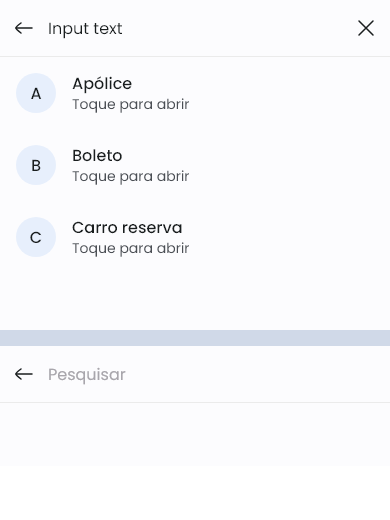 Input text
A
Apólice
Toque para abrir
B
Boleto
Toque para abrir
C
Carro reserva
Toque para abrir
Pesquisar